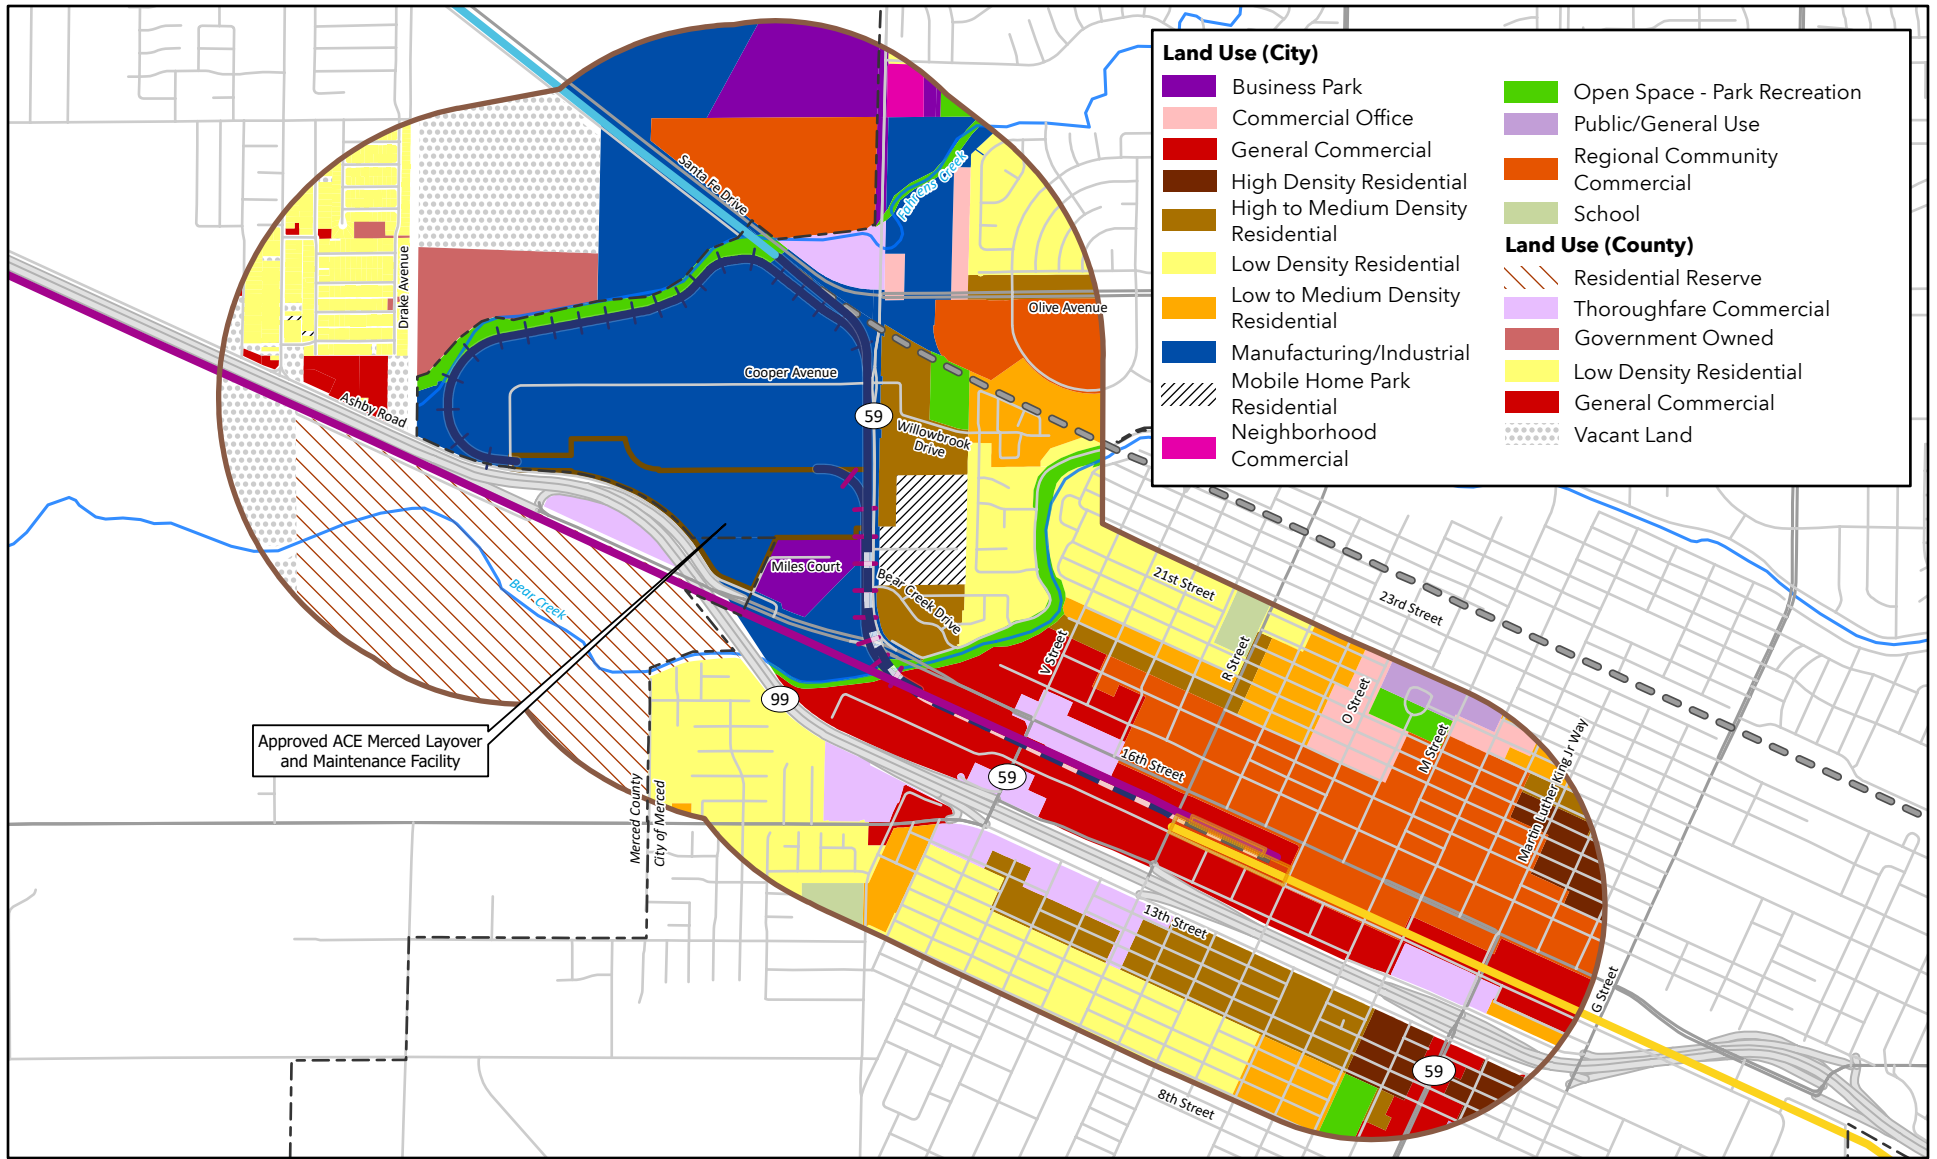 Land Use (City)
Business Park
Commercial Office
General Commercial
High Density Residential
High to Medium Density
Residential
Low Density Residential
Low to Medium Density
Residential
Manufacturing/Industrial
Mobile Home Park
Residential
Neighborhood
Commercial
Open Space - Park Recreation
Public/General Use
Regional Community
Commercial
School
Land Use (County)
Residential Reserve
Thoroughfare Commercial
Government Owned
Low Density Residential
General Commercial
Vacant Land
Santa Fe Drive
Fahrens Creek
Drake Avenue
Olive Avenue
Cooper Avenue
59
Ashby Road
Willowbrook
Drive
Miles Court
Bear Creek Drive
Bear Creek
21st Street
23rd Street
V Street
R Street
O Street
M Street
Martin Luther King Jr Way
99
Approved ACE Merced Layover
and Maintenance Facility
16th Street
59
Merced County
City of Merced
13th Street
G Street
59
8th Street